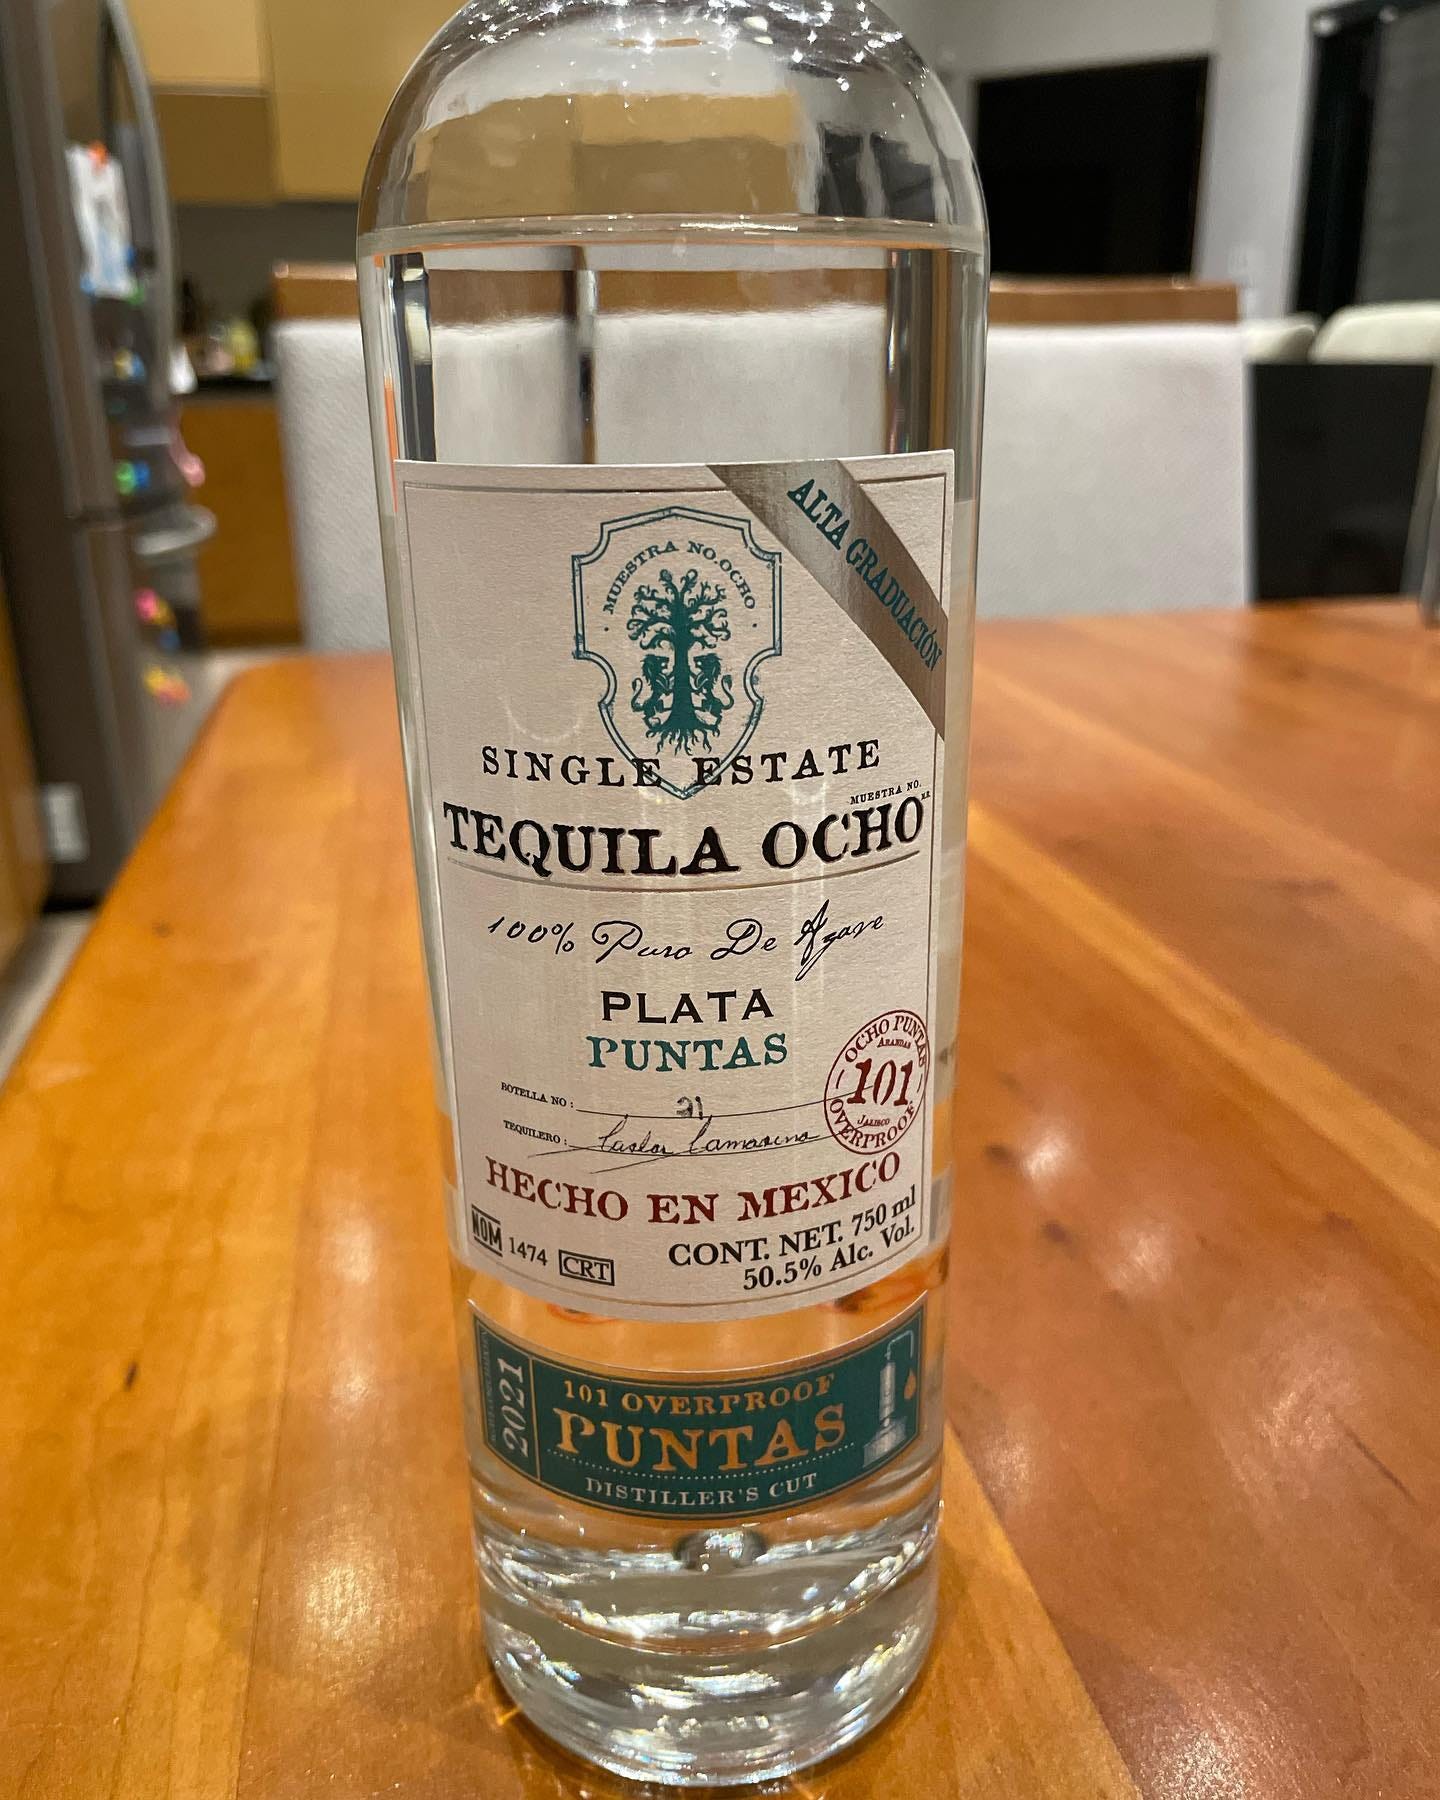 ALTA GRADUACIÓN
MUESTRA NO. OCHO
SINGLE ESTATE
MUESTRA NO.
TEQUILA OCHO
100% Puro De Agave
PLATA
PUNTAS
OCHO PUNTAS
ARANDAS
101
JALISCO
OVERPROOF
BOTELLA NO: 21
TEQUILERO:
HECHO EN MEXICO
NOM 1474 CRT
CONT. NET. 750 ml
50.5% Alc. Vol.
2021
101 OVERPROOF
PUNTAS
DISTILLER'S CUT